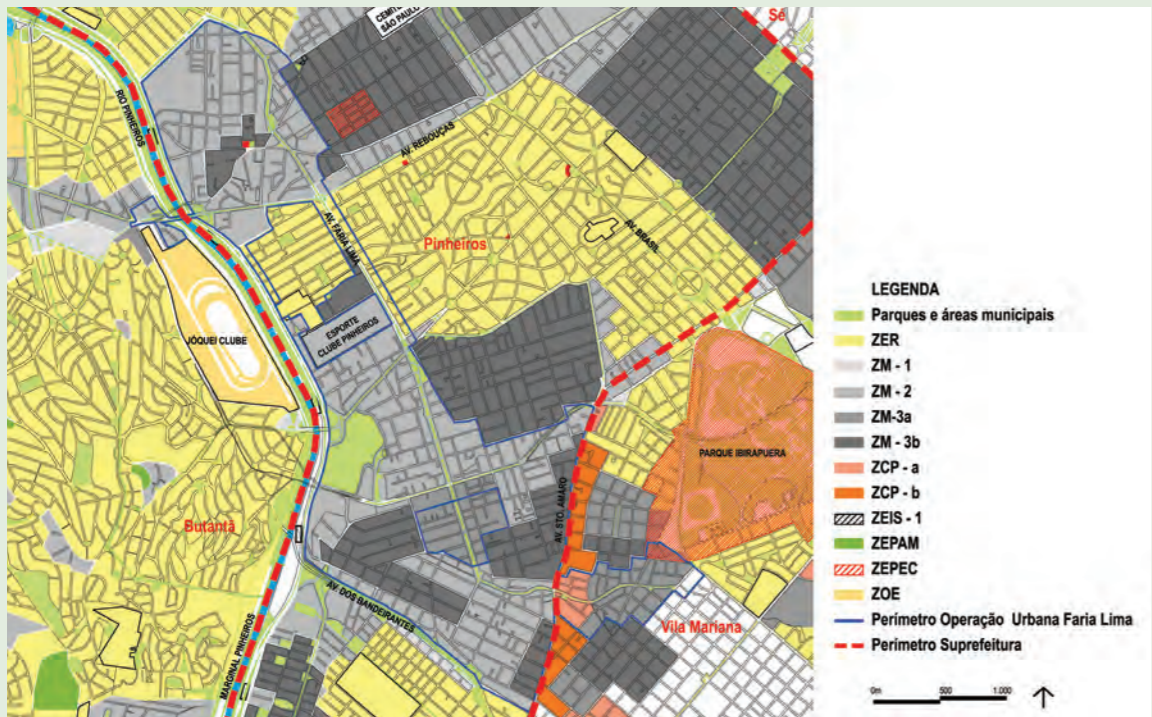 CEMITÉ
SÃO PAULO
Sé
RIO PINHEIROS
AV. REBOUÇAS
AV. FARIA LIMA
Pinheiros
AV. BRASIL
JÓQUEI CLUBE
ESPORTE
CLUBE PINHEIROS
PARQUE IBIRAPUERA
AV. STO. AMARO
Butantã
AV. DOS BANDEIRANTES
Vila Mariana
MARGINAL PINHEIROS
LEGENDA
Parques e áreas municipais
ZER
ZM - 1
ZM - 2
ZM-3a
ZM - 3b
ZCP - a
ZCP - b
ZEIS - 1
ZEPAM
ZEPEC
ZOE
Perímetro Operação Urbana Faria Lima
Perímetro Suprefeitura
0m 500 1.000